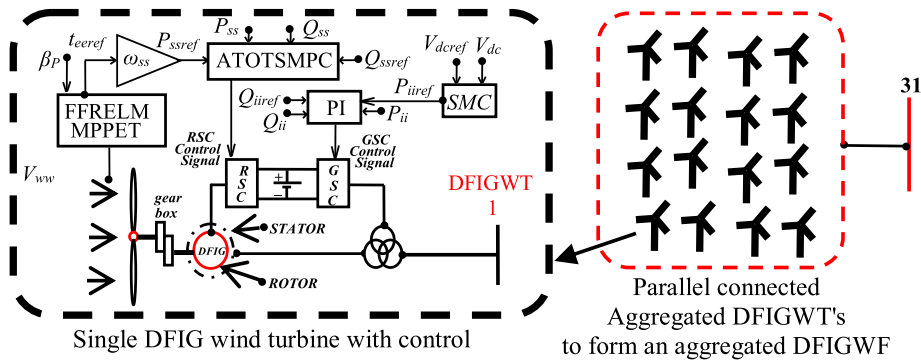 t_eeref
P_ssref
P_ss
Q_ss
β_P
ω_ss
ATOTSMPC
Q_ssref
V_dcref
V_dc
FFRELM
MPPET
Q_iiref
Q_ii
PI
P_iiref
P_ii
SMC
RSC
Control
Signal
GSC
Control
Signal
V_ww
RSC
+
−
GSC
gear
box
DFIG
STATOR
ROTOR
DFIGWT
1
Single DFIG wind turbine with control
31
Parallel connected
Aggregated DFIGWT's
to form an aggregated DFIGWF